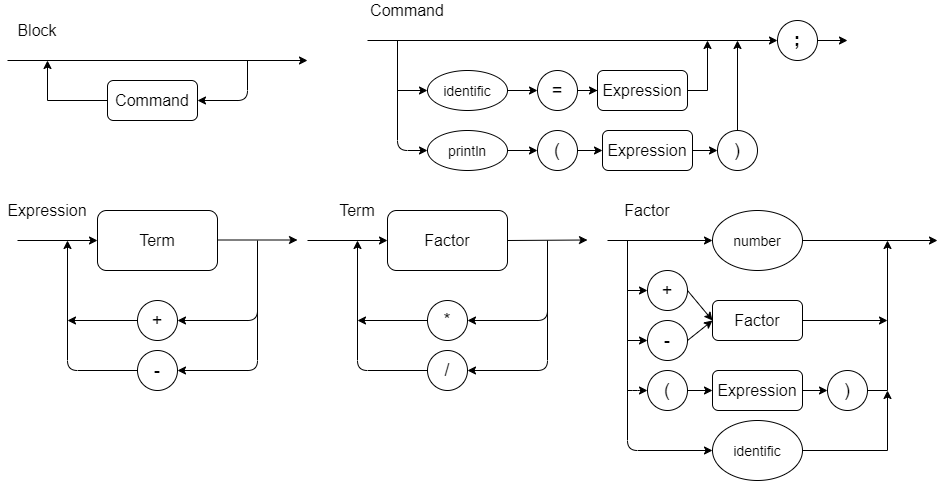 Block
Command
Command
;
identific = Expression
println ( Expression )
Expression
Term
+
-
Term
Factor
*
/
Factor
number
+
Factor
-
( Expression )
identific